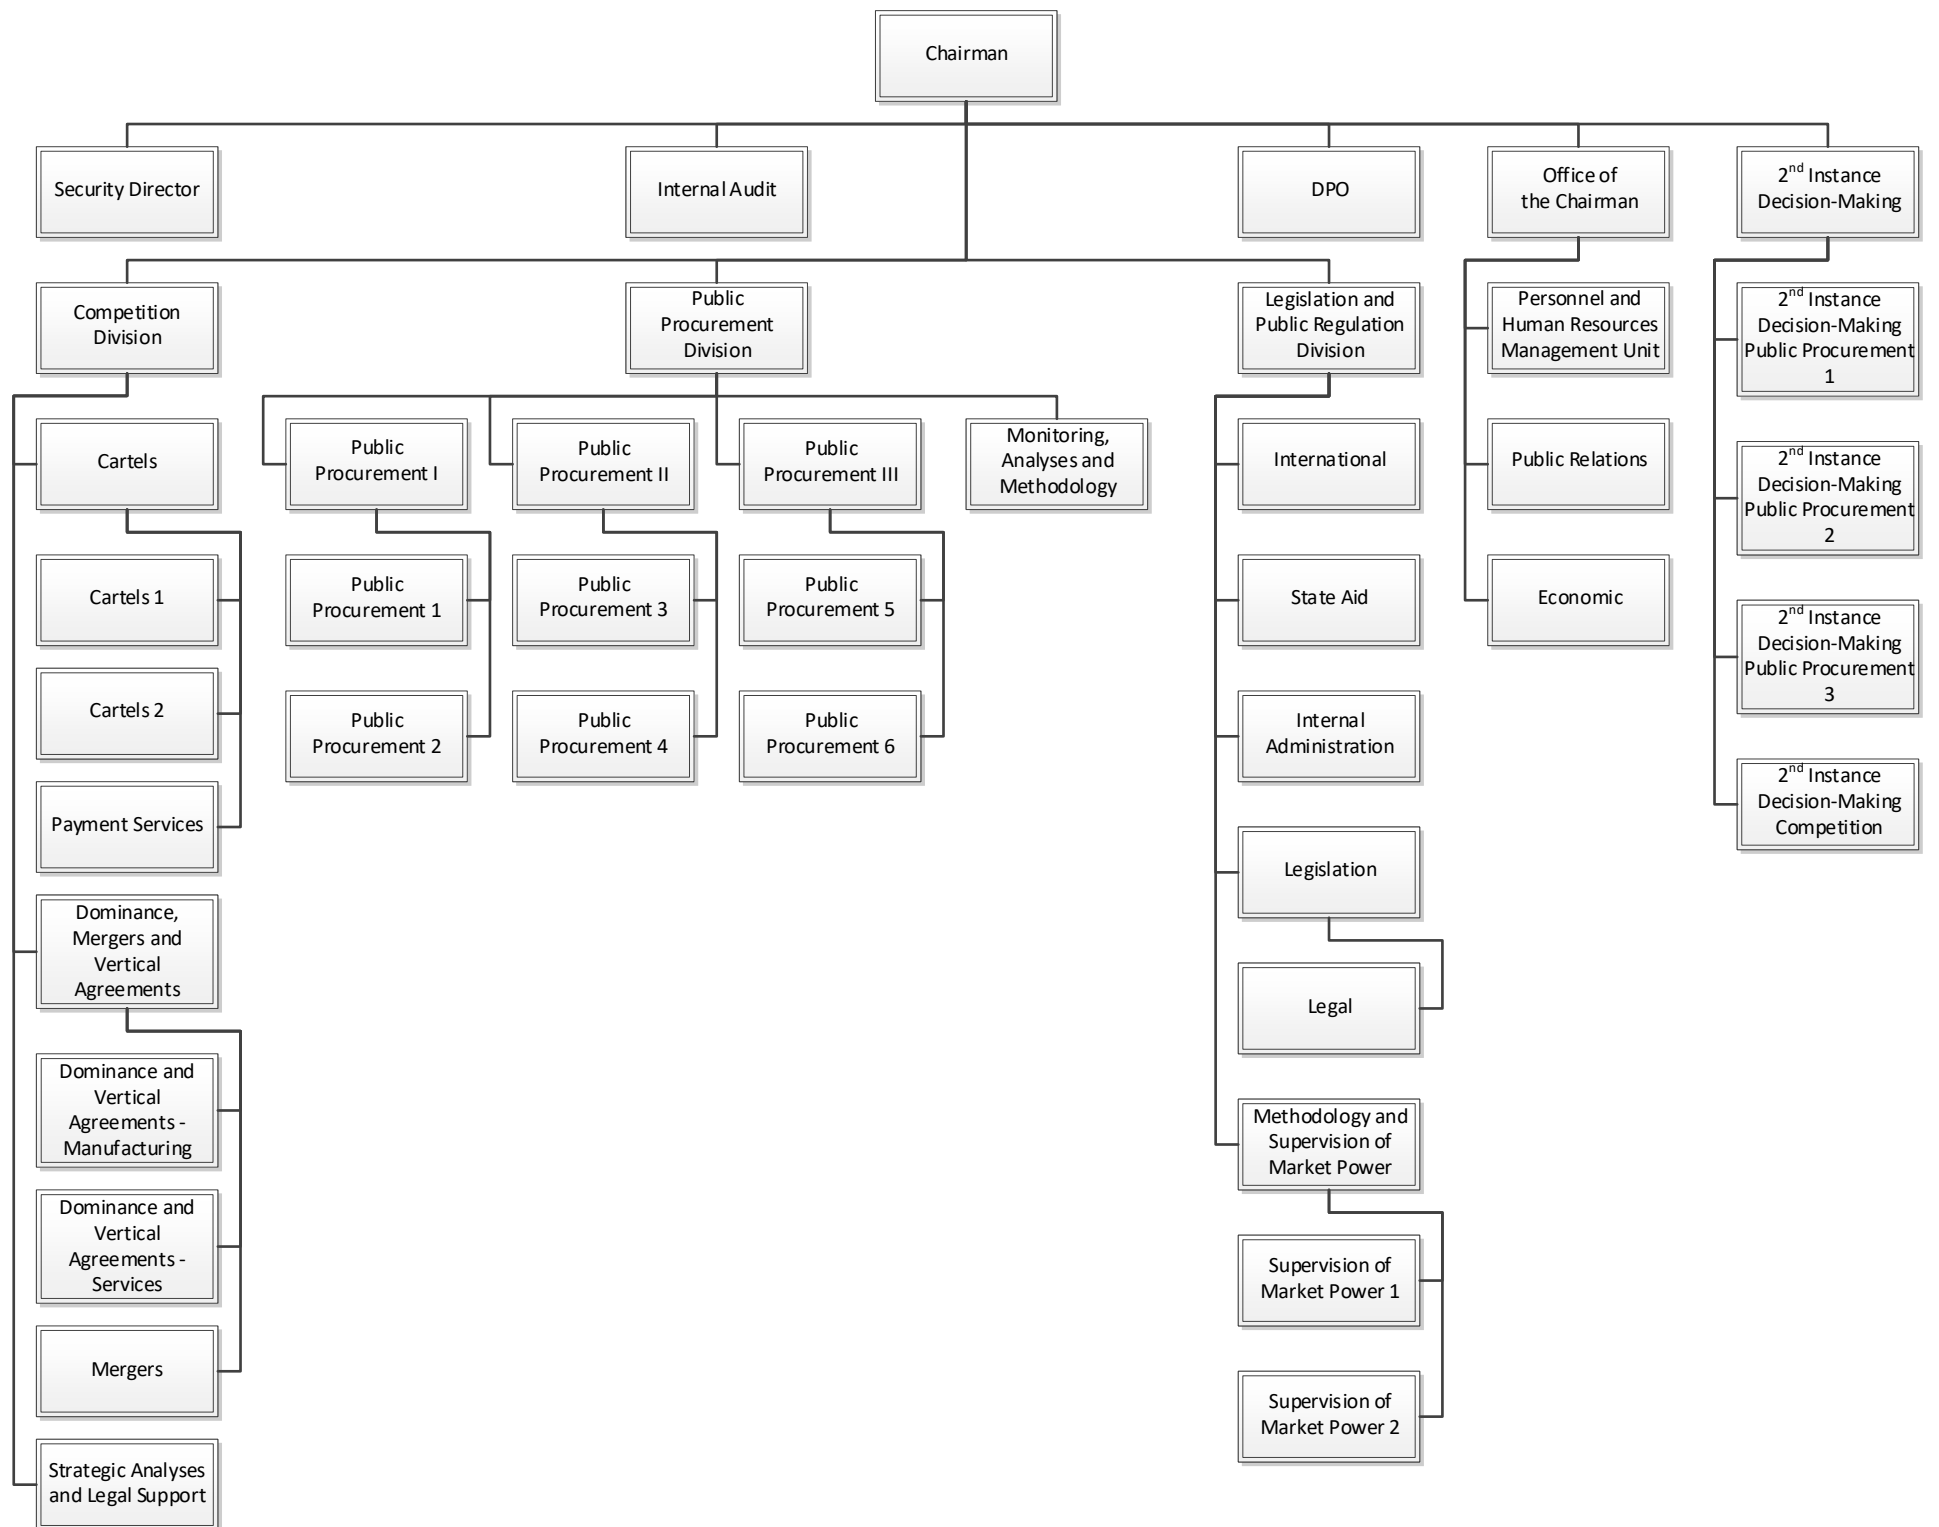 Chairman
Security Director
Internal Audit
DPO
Office of
the Chairman
2nd Instance
Decision-Making
Competition
Division
Public
Procurement
Division
Legislation and
Public Regulation
Division
Personnel and
Human Resources
Management Unit
2nd Instance
Decision-Making
Public Procurement
1
Cartels
Public
Procurement I
Public
Procurement II
Public
Procurement III
Monitoring,
Analyses and
Methodology
International
Public Relations
2nd Instance
Decision-Making
Public Procurement
2
Cartels 1
Public
Procurement 1
Public
Procurement 3
Public
Procurement 5
State Aid
Economic
2nd Instance
Decision-Making
Public Procurement
3
Cartels 2
Public
Procurement 2
Public
Procurement 4
Public
Procurement 6
Internal
Administration
2nd Instance
Decision-Making
Competition
Payment Services
Legislation
Dominance,
Mergers and
Vertical
Agreements
Legal
Dominance and
Vertical
Agreements -
Manufacturing
Methodology and
Supervision of
Market Power
Dominance and
Vertical
Agreements -
Services
Supervision of
Market Power 1
Mergers
Supervision of
Market Power 2
Strategic Analyses
and Legal Support